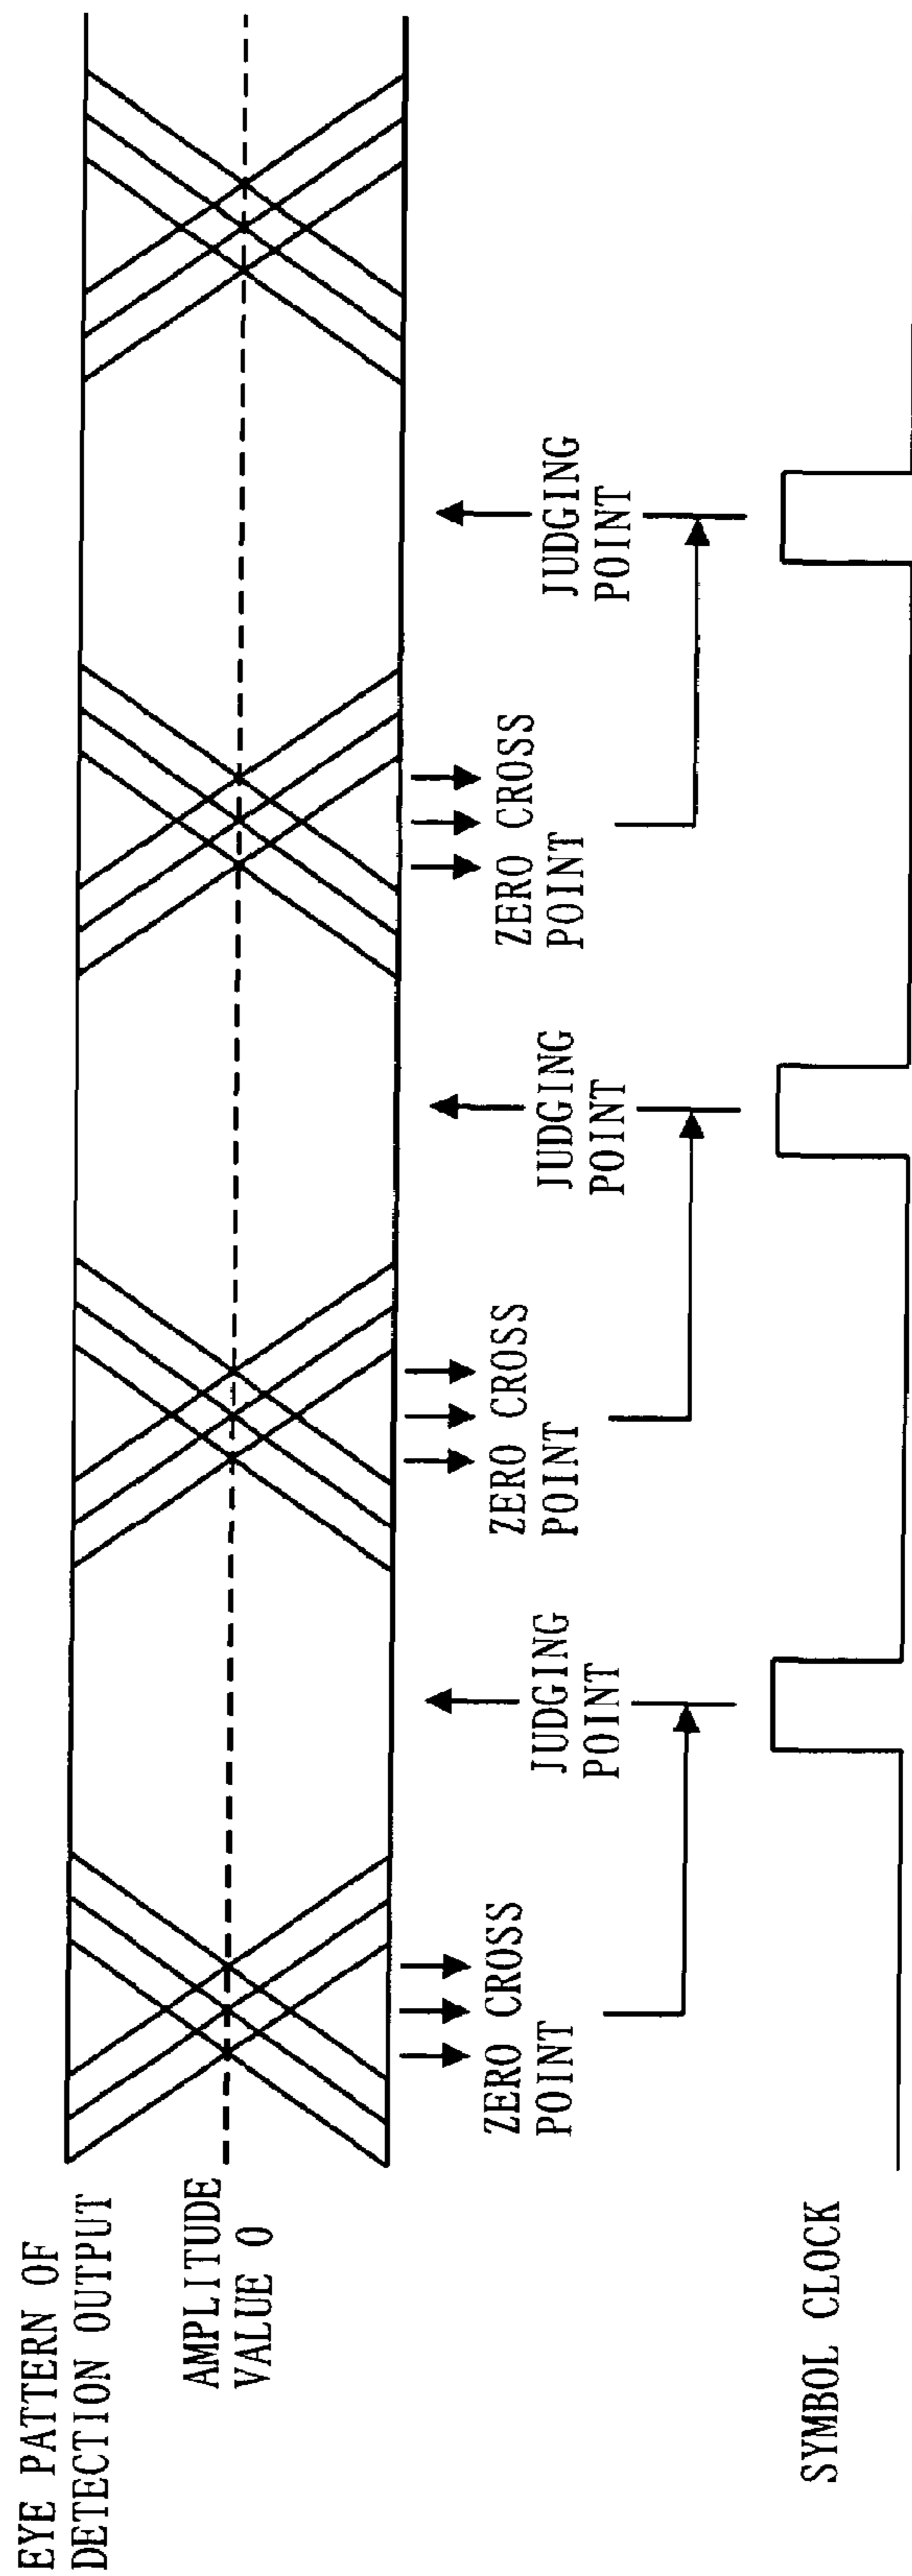 EYE PATTERN OF
DETECTION OUTPUT
AMPLITUDE
VALUE 0
ZERO CROSS
POINT
JUDGING
POINT
ZERO CROSS
POINT
JUDGING
POINT
ZERO CROSS
POINT
JUDGING
POINT
SYMBOL CLOCK